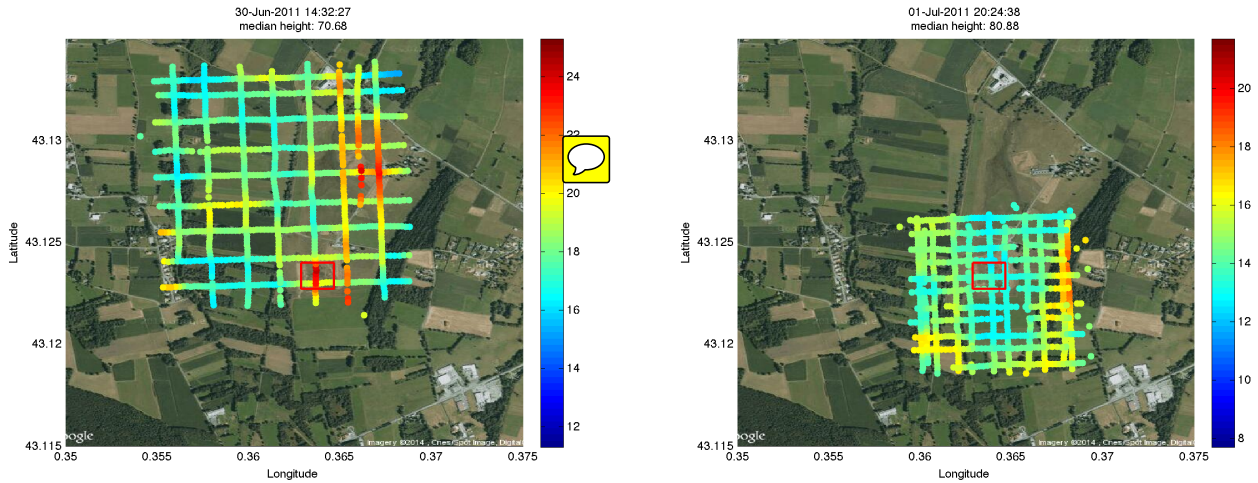 30-Jun-2011 14:32:27
median height: 70.68
43.13
43.125
43.12
43.115
Latitude
0.35
0.355
0.36
0.365
0.37
0.375
Longitude
24
22
20
18
16
14
12
oogle
Imagery ©2014 , Cnes/Spot Image, Digital
01-Jul-2011 20:24:38
median height: 80.88
43.13
43.125
43.12
43.115
Latitude
0.35
0.355
0.36
0.365
0.37
0.375
Longitude
20
18
16
14
12
10
8
oogle
Imagery ©2014 , Cnes/Spot Image, Digital